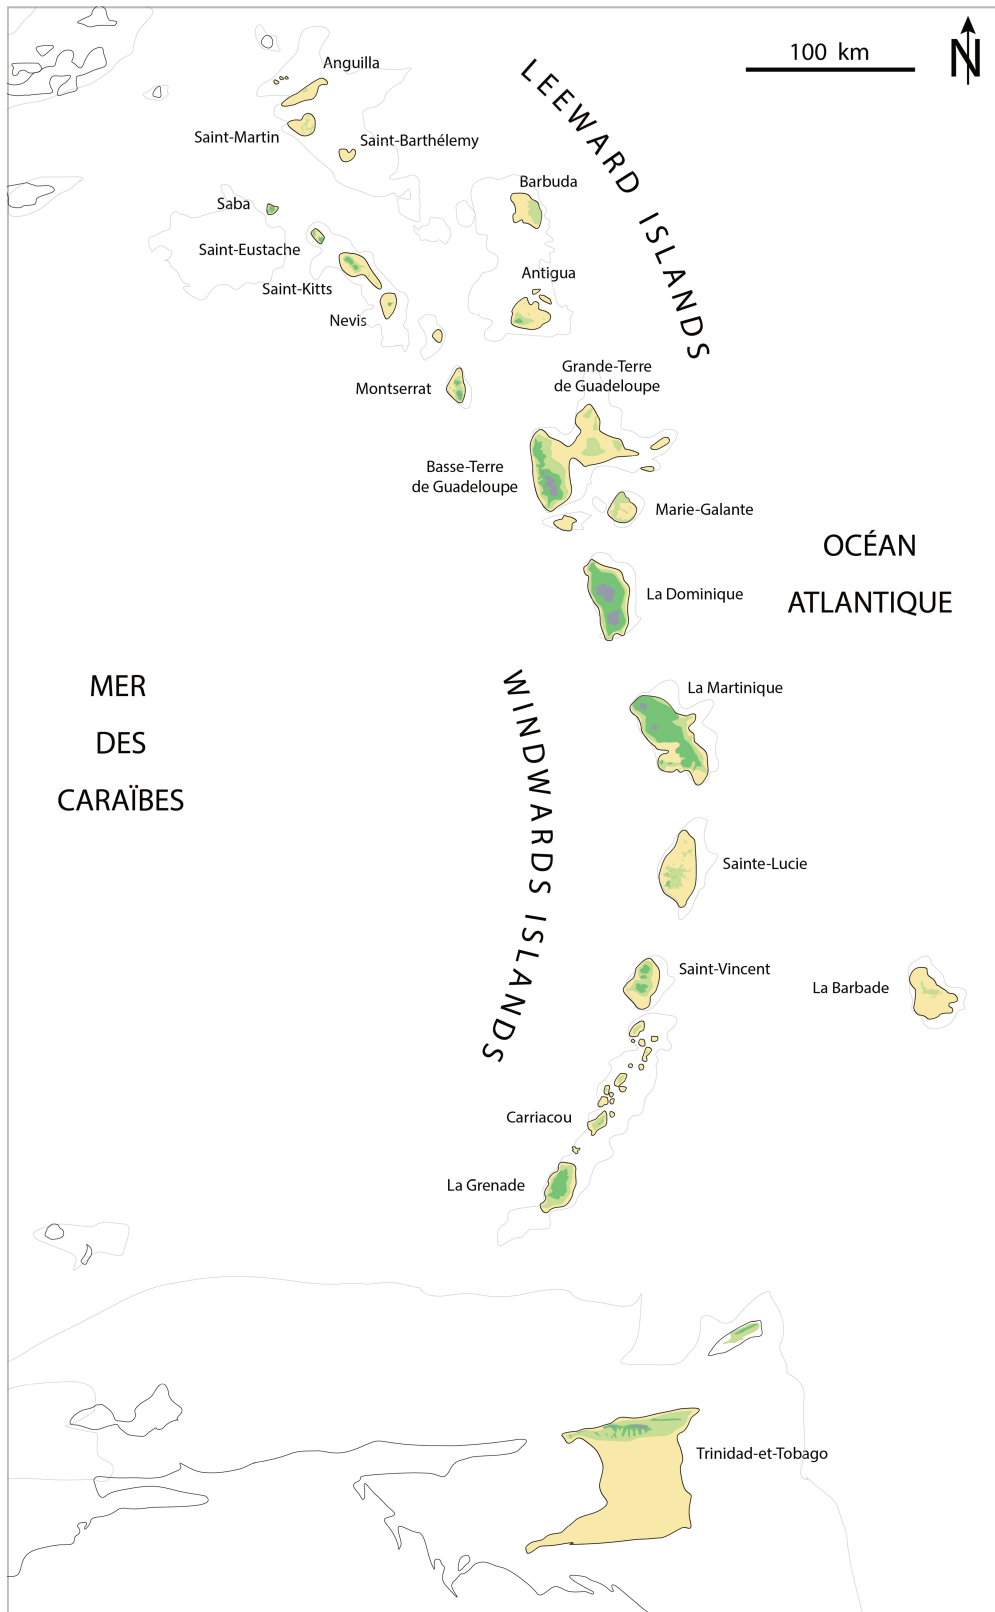 100 km
N
Anguilla
Saint-Martin
Saint-Barthélemy
LEEWARD ISLANDS
Barbuda
Saba
Saint-Eustache
Antigua
Saint-Kitts
Nevis
Grande-Terre
de Guadeloupe
Montserrat
Basse-Terre
de Guadeloupe
Marie-Galante
OCÉAN
ATLANTIQUE
La Dominique
MER
DES
CARAÏBES
WINDWARDS ISLANDS
La Martinique
Sainte-Lucie
Saint-Vincent
La Barbade
Carriacou
La Grenade
Trinidad-et-Tobago